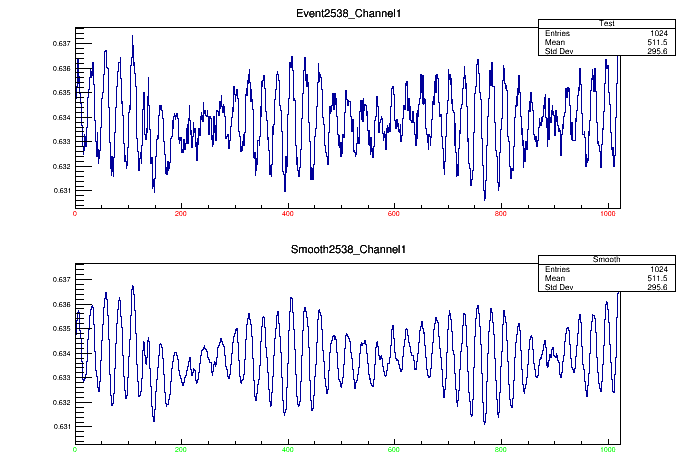 Event2538_Channel1
Test
Entries 1024
Mean 511.5
Std Dev 295.6
0.637
0.636
0.635
0.634
0.633
0.632
0.631
0 200 400 600 800 1000
Smooth2538_Channel1
Smooth
Entries 1024
Mean 511.5
Std Dev 295.6
0.637
0.636
0.635
0.634
0.633
0.632
0.631
0 200 400 600 800 1000